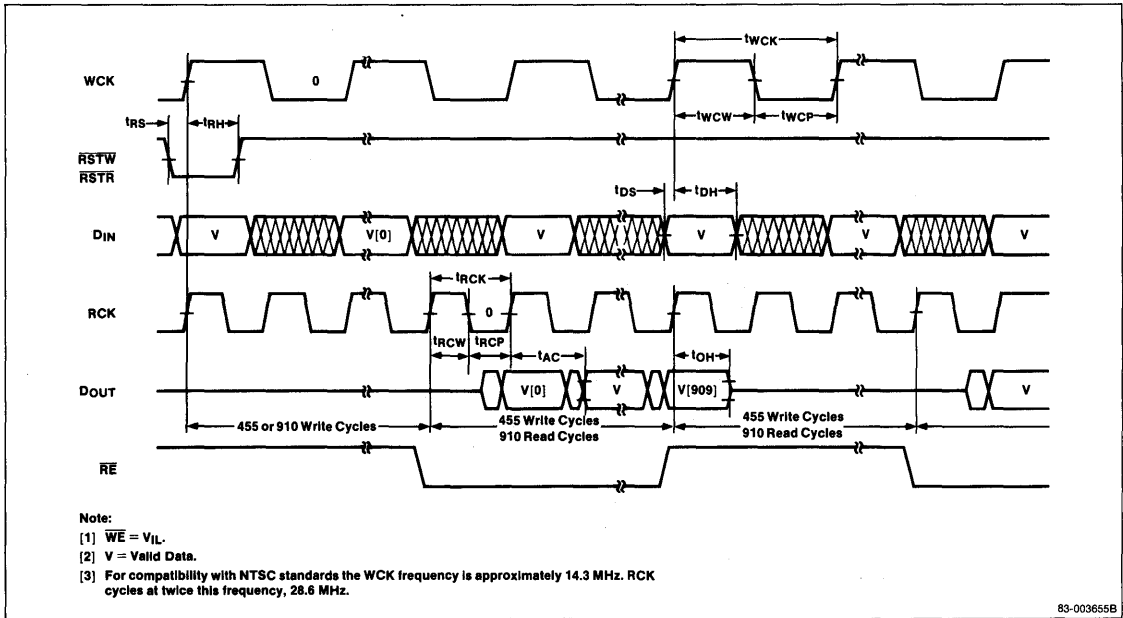 tWCK
WCK
0
tWCW
tWCP
tRS
tRH
RSTW
RSTR
tDS
tDH
DIN
V
V[0]
V
V
V
V
tRCK
RCK
0
tRCW
tRCP
tAC
tOH
DOUT
V[0]
V
V[909]
V
455 or 910 Write Cycles
455 Write Cycles
910 Read Cycles
455 Write Cycles
910 Read Cycles
RE
Note:
[1] WE = VIL.
[2] V = Valid Data.
[3] For compatibility with NTSC standards the WCK frequency is approximately 14.3 MHz. RCK
cycles at twice this frequency, 28.6 MHz.
83-003655B